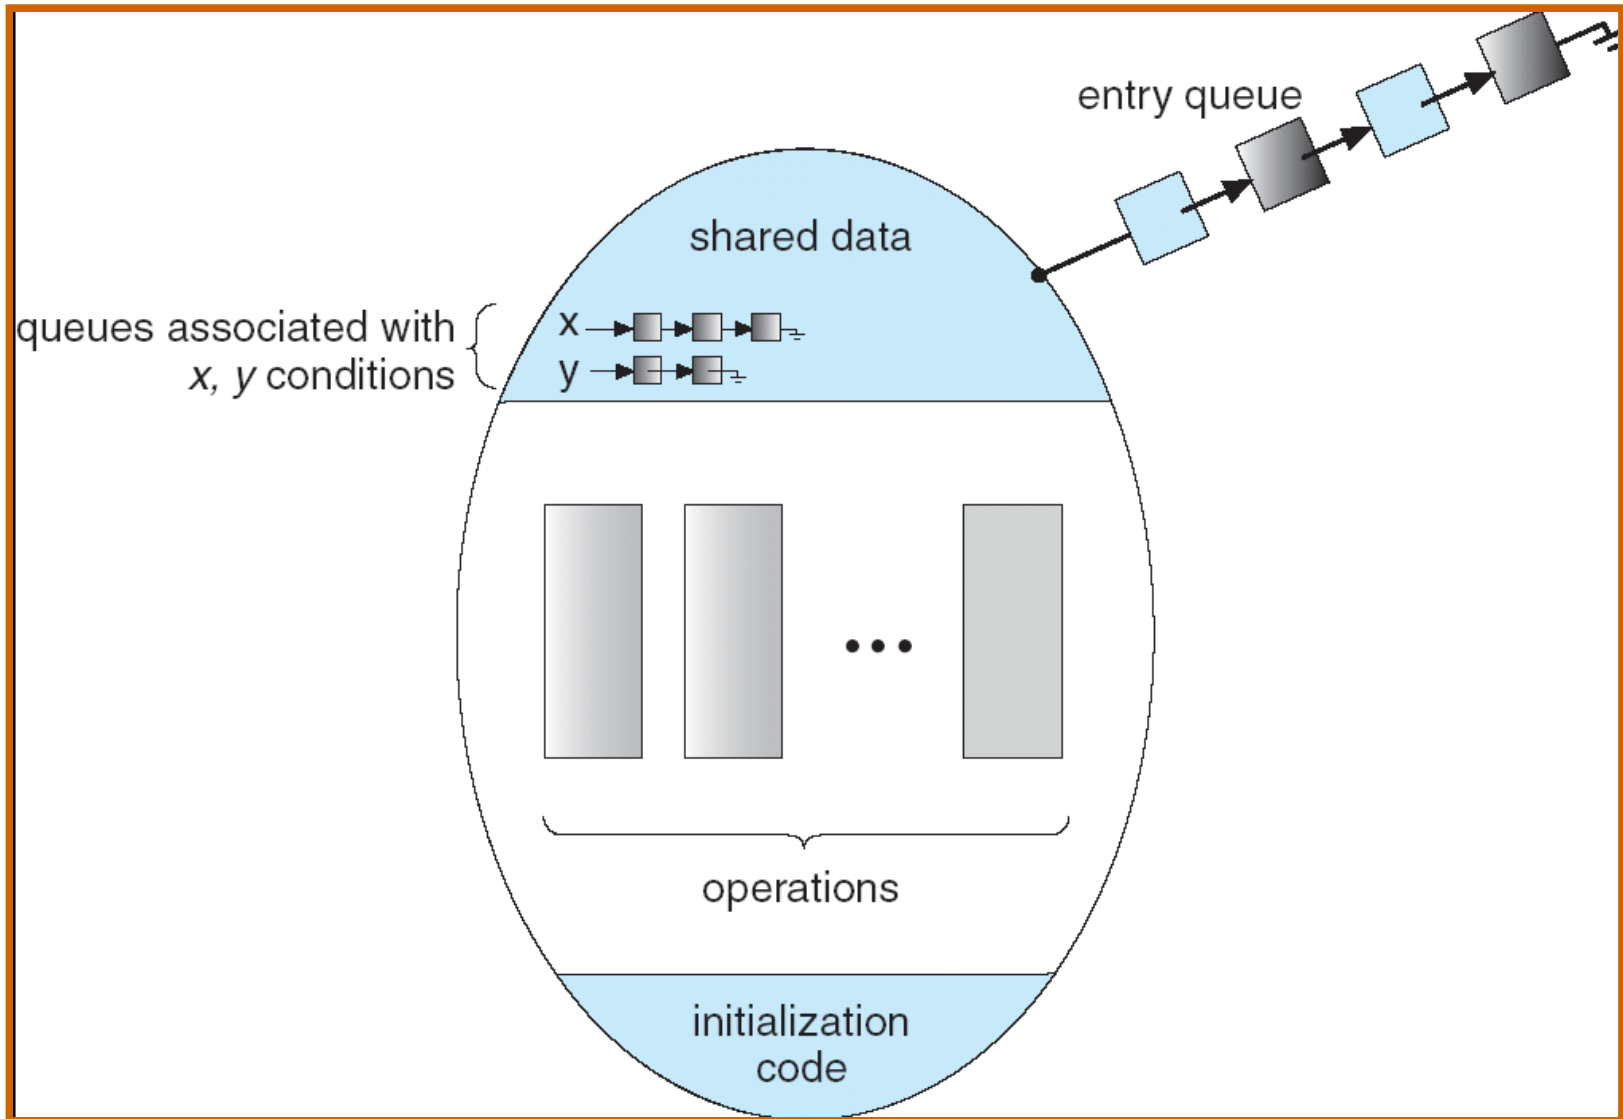 entry queue
shared data
queues associated with
x, y conditions
x
y
operations
initialization
code